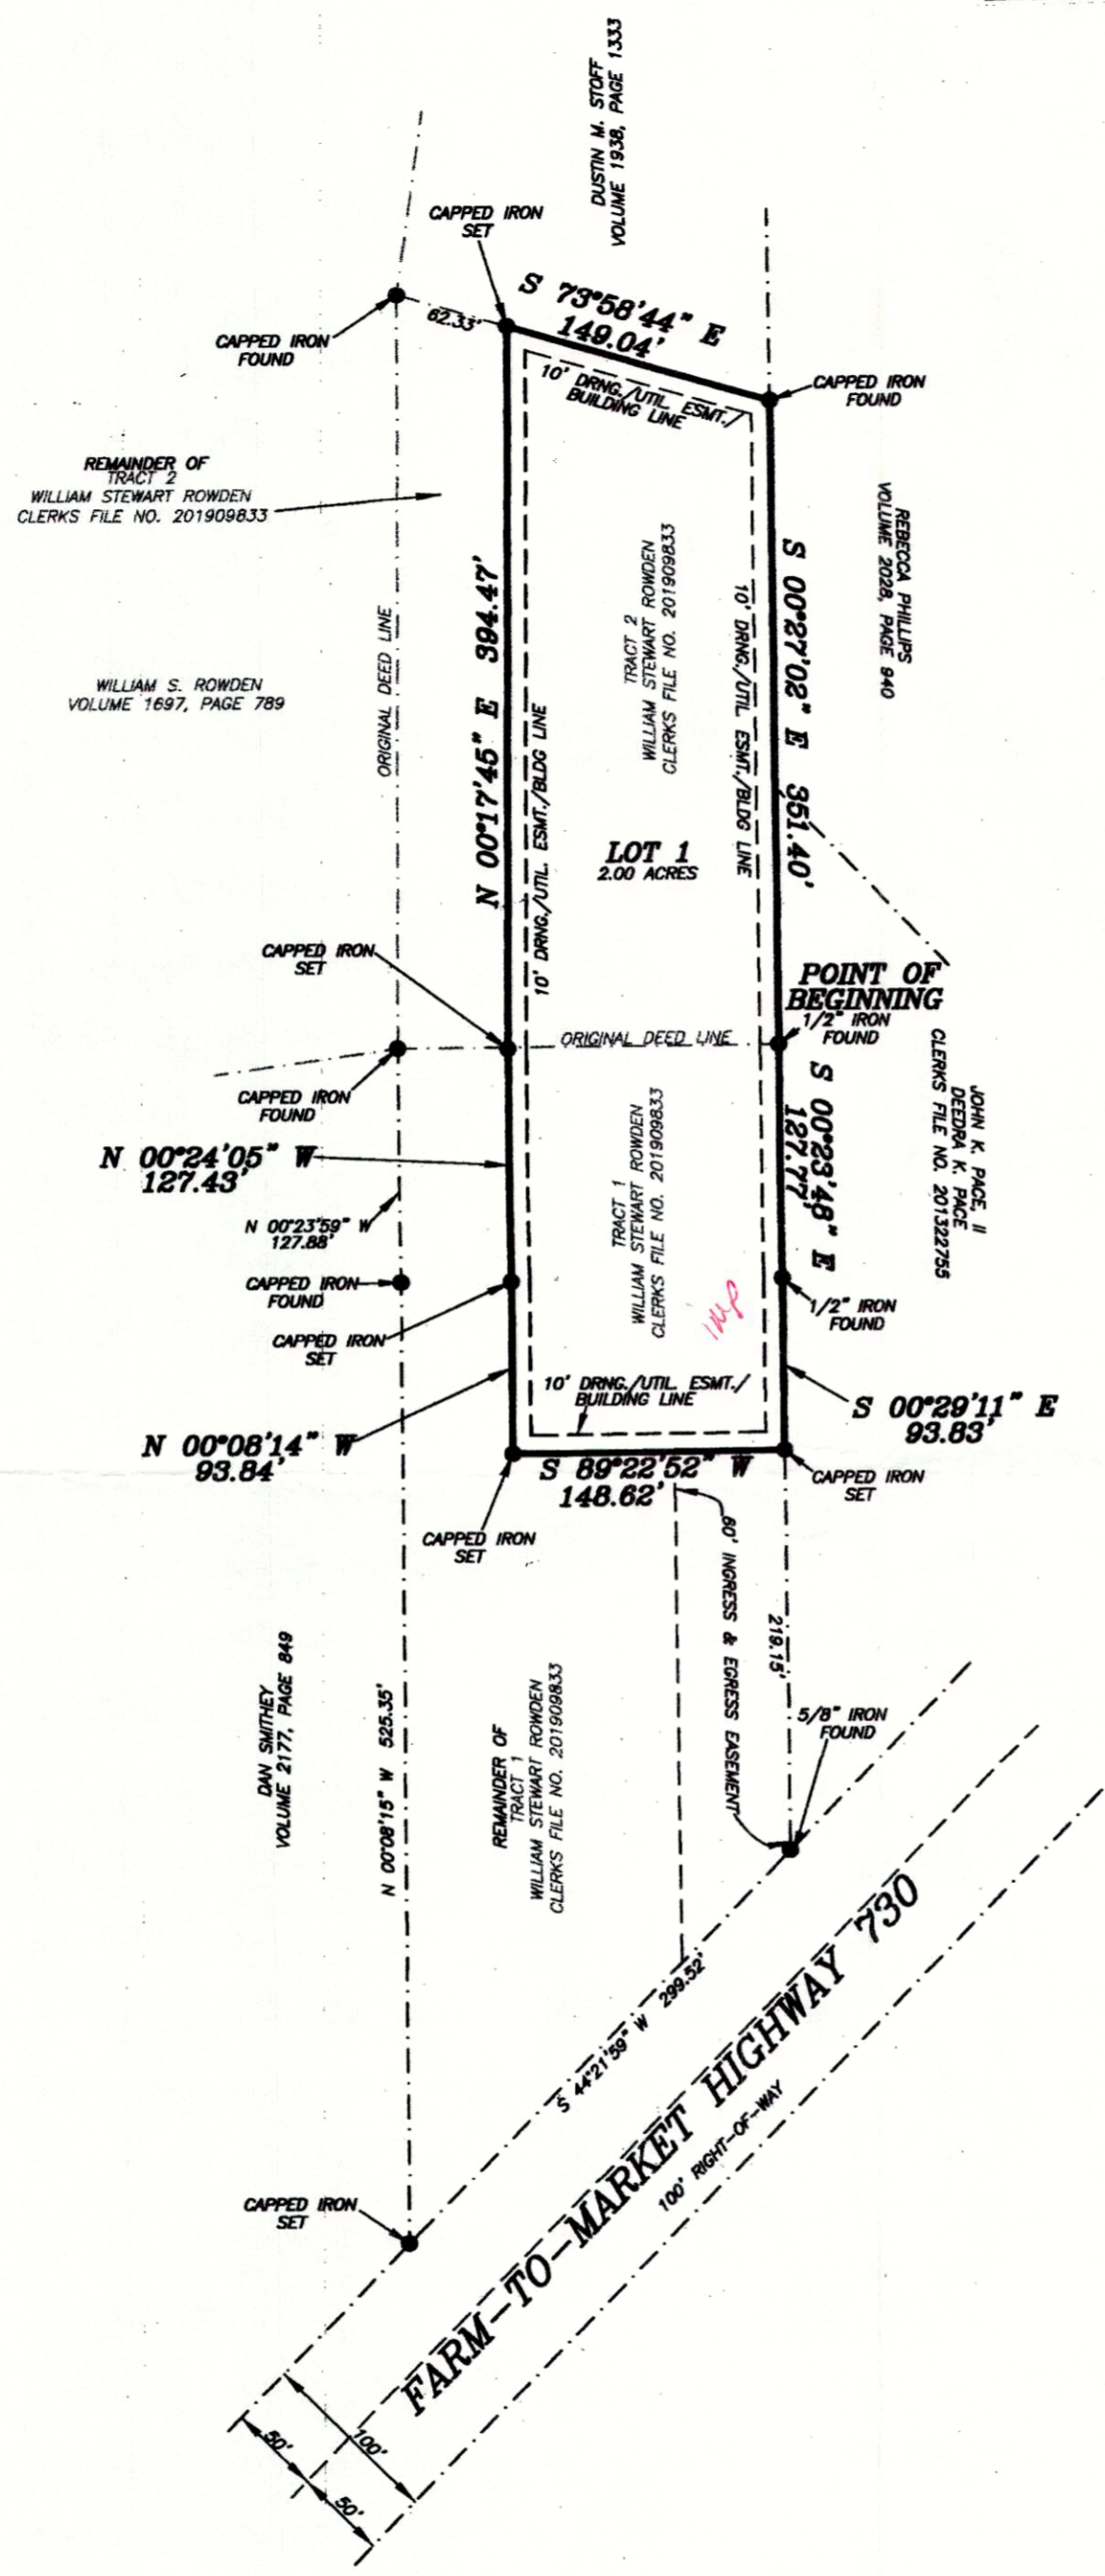 DUSTIN M. STOFF
VOLUME 1938, PAGE 1333
CAPPED IRON
SET
S 73°58'44" E
149.04'
62.33'
CAPPED IRON
FOUND
10' DRNG./UTIL. ESMT./
BUILDING LINE
CAPPED IRON
FOUND
REMAINDER OF
TRACT 2
WILLIAM STEWART ROWDEN
CLERKS FILE NO. 201909833
REBECCA PHILLIPS
VOLUME 2028, PAGE 940
S 00°27'02" E 351.40'
N 00°17'45" E 394.47'
TRACT 2
WILLIAM STEWART ROWDEN
CLERKS FILE NO. 201909833
10' DRNG./UTIL ESMT./BLDG LINE
ORIGINAL DEED LINE
WILLIAM S. ROWDEN
VOLUME 1697, PAGE 789
10' DRNG./UTIL. ESMT./BLDG LINE
LOT 1
2.00 ACRES
CAPPED IRON
SET
POINT OF
BEGINNING
1/2" IRON
FOUND
ORIGINAL DEED LINE
CAPPED IRON
FOUND
JOHN K. PACE, II
DEEDRA K. PACE
CLERKS FILE NO. 201322755
S 00°23'48" E
127.77'
N 00°24'05" W
127.43'
TRACT 1
WILLIAM STEWART ROWDEN
CLERKS FILE NO. 201909833
N 00°23'59" W
127.88'
CAPPED IRON
FOUND
1/2" IRON
FOUND
CAPPED IRON
SET
imp
10' DRNG./UTIL. ESMT./
BUILDING LINE
S 00°29'11" E
93.83'
N 00°08'14" W
93.84'
S 89°22'52" W
148.62'
CAPPED IRON
SET
CAPPED IRON
SET
60' INGRESS & EGRESS EASEMENT
219.15'
DAN SMITHEY
VOLUME 2177, PAGE 849
N 00°08'15" W 525.35'
REMAINDER OF
TRACT 1
WILLIAM STEWART ROWDEN
CLERKS FILE NO. 201909833
5/8" IRON
FOUND
S 44°21'59" W 299.52'
FARM-TO-MARKET HIGHWAY 730
100' RIGHT-OF-WAY
CAPPED IRON
SET
50'
100'
50'